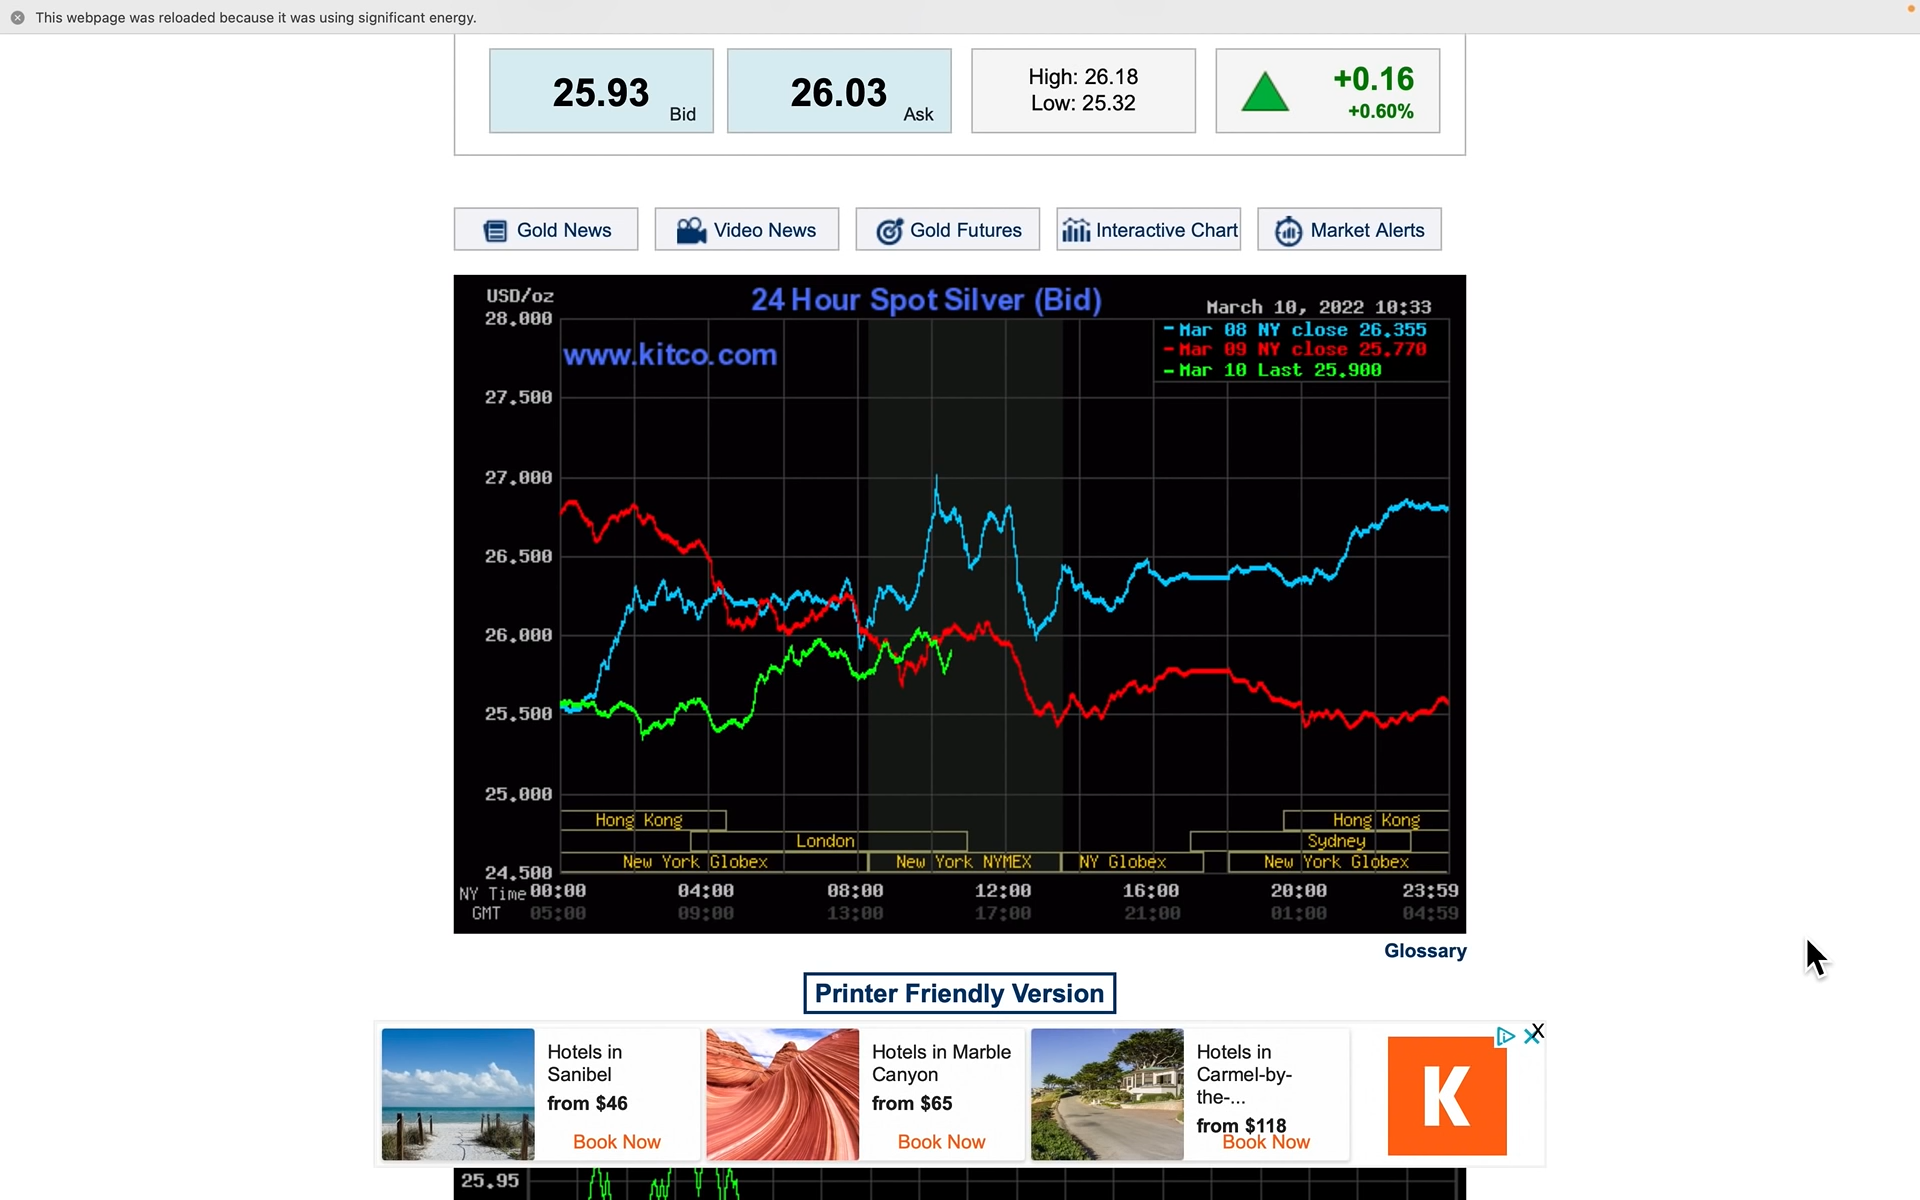 This webpage was reloaded because it was using significant energy.
25.93 Bid
26.03 Ask
High: 26.18
Low: 25.32
+0.16
+0.60%
Gold News
Video News
Gold Futures
Interactive Chart
Market Alerts
USD/oz
24 Hour Spot Silver (Bid)
March 10, 2022 10:33
www.kitco.com
Mar 08 NY close 26.355
Mar 09 NY close 25.770
Mar 10 Last 25.900
28.000
27.500
27.000
26.500
26.000
25.500
25.000
24.500
Hong Kong
Hong Kong
London
Sydney
New York Globex
New York NYMEX
NY Globex
New York Globex
NY Time 00:00 04:00 08:00 12:00 16:00 20:00 23:59
GMT 05:00 09:00 13:00 17:00 21:00 01:00 04:59
Glossary
Printer Friendly Version
Hotels in
Sanibel
from $46
Book Now
Hotels in Marble
Canyon
from $65
Book Now
Hotels in
Carmel-by-
the-...
from $118
Book Now
K
X
25.95